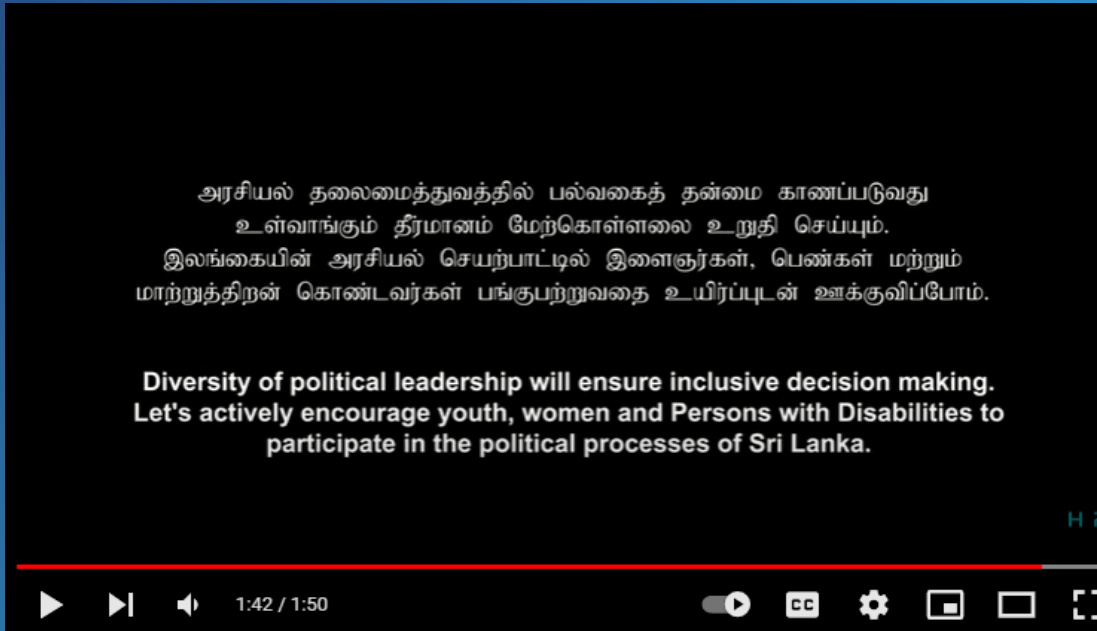 அரசியல் தலைமைத்துவத்தில் பல்வகைத் தன்மை காணப்படுவது
உள்வாங்கும் தீர்மானம் மேற்கொள்ளலை உறுதி செய்யும்.
இலங்கையின் அரசியல் செயற்பாட்டில் இளைஞர்கள், பெண்கள் மற்றும்
மாற்றுத்திறன் கொண்டவர்கள் பங்குபற்றுவதை உயிர்ப்புடன் ஊக்குவிப்போம்.
Diversity of political leadership will ensure inclusive decision making.
Let's actively encourage youth, women and Persons with Disabilities to
participate in the political processes of Sri Lanka.
1:42 / 1:50
CC